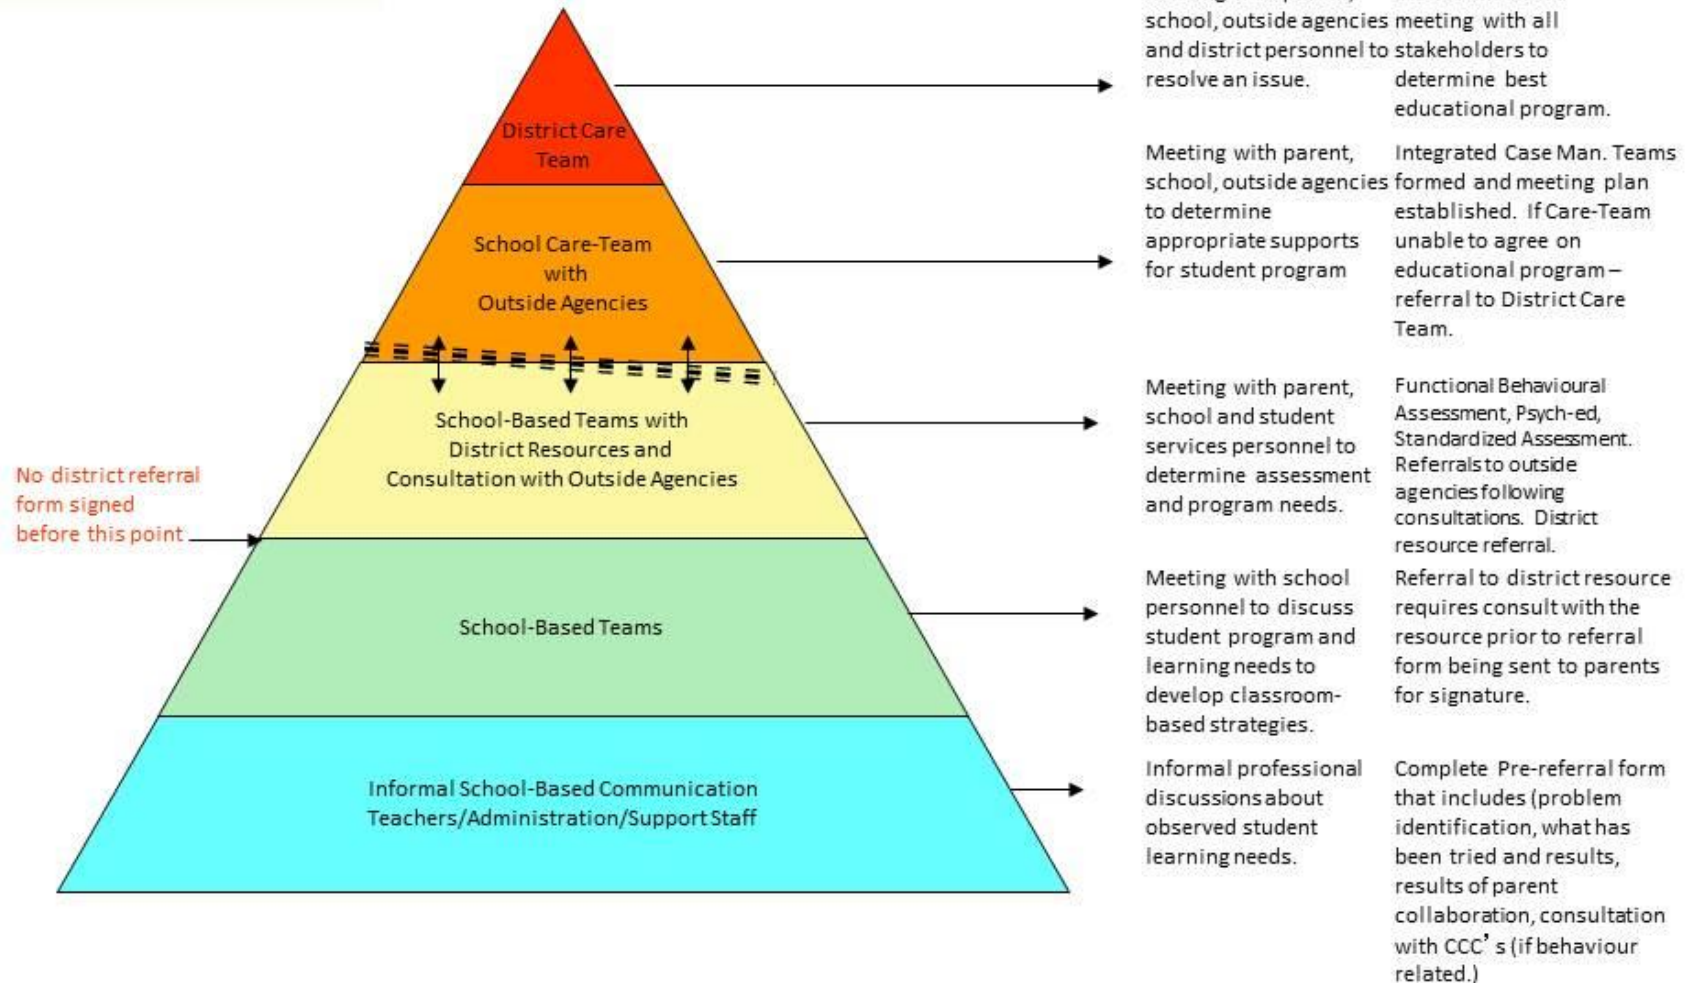 District Care
Team
School Care-Team
with
Outside Agencies
School-Based Teams with
District Resources and
Consultation with Outside Agencies
No district referral
form signed
before this point
School-Based Teams
Informal School-Based Communication
Teachers/Administration/Support Staff
school, outside agencies
and district personnel to
resolve an issue.
meeting with all
stakeholders to
determine best
educational program.
Meeting with parent,
school, outside agencies
to determine
appropriate supports
for student program
Integrated Case Man. Teams
formed and meeting plan
established. If Care-Team
unable to agree on
educational program –
referral to District Care
Team.
Meeting with parent,
school and student
services personnel to
determine assessment
and program needs.
Functional Behavioural
Assessment, Psych-ed,
Standardized Assessment.
Referrals to outside
agencies following
consultations. District
resource referral.
Meeting with school
personnel to discuss
student program and
learning needs to
develop classroom-
based strategies.
Referral to district resource
requires consult with the
resource prior to referral
form being sent to parents
for signature.
Informal professional
discussions about
observed student
learning needs.
Complete Pre-referral form
that includes (problem
identification, what has
been tried and results,
results of parent
collaboration, consultation
with CCC’s (if behaviour
related.)